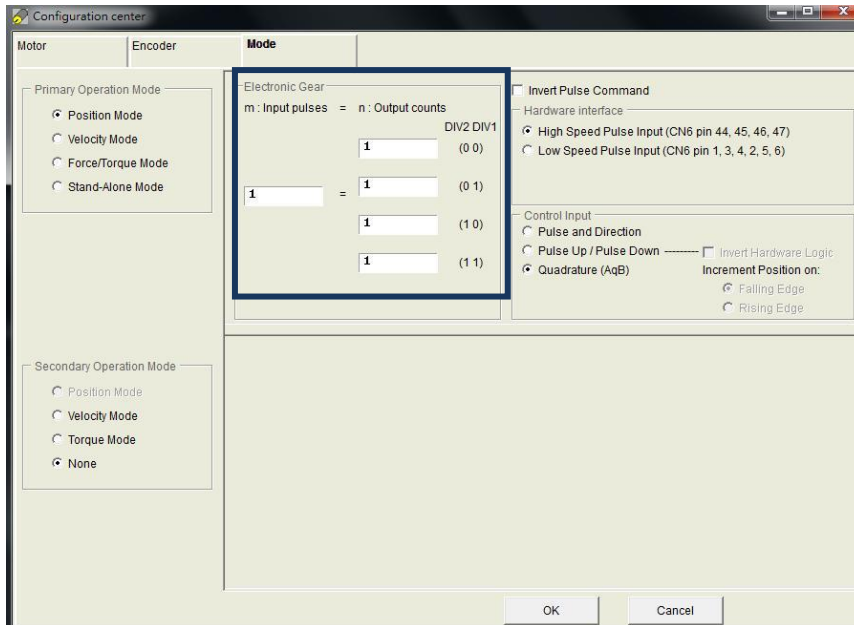 Configuration center
Motor
Encoder
Mode
Primary Operation Mode
Position Mode
Velocity Mode
Force/Torque Mode
Stand-Alone Mode
Electronic Gear
m : Input pulses = n : Output counts
DIV2 DIV1
1 (0 0)
1 = 1 (0 1)
1 (1 0)
1 (1 1)
Invert Pulse Command
Hardware interface
High Speed Pulse Input (CN6 pin 44, 45, 46, 47)
Low Speed Pulse Input (CN6 pin 1, 3, 4, 2, 5, 6)
Control Input
Pulse and Direction
Pulse Up / Pulse Down --------- Invert Hardware Logic
Quadrature (AqB) Increment Position on:
Falling Edge
Rising Edge
Secondary Operation Mode
Position Mode
Velocity Mode
Torque Mode
None
OK
Cancel